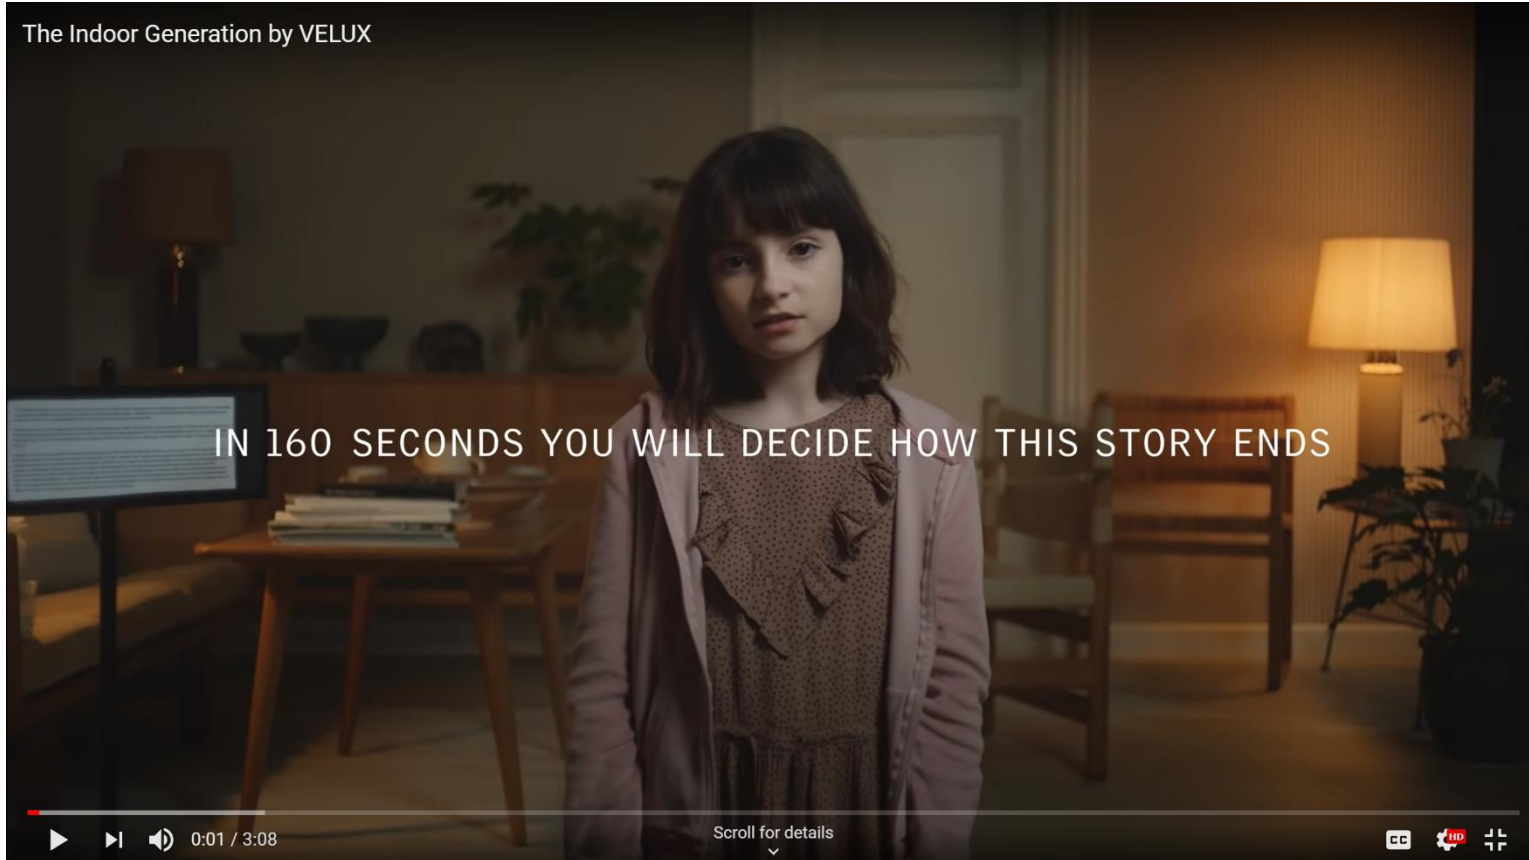 The Indoor Generation by VELUX
IN 160 SECONDS YOU WILL DECIDE HOW THIS STORY ENDS
0:01 / 3:08
Scroll for details
CC
HD